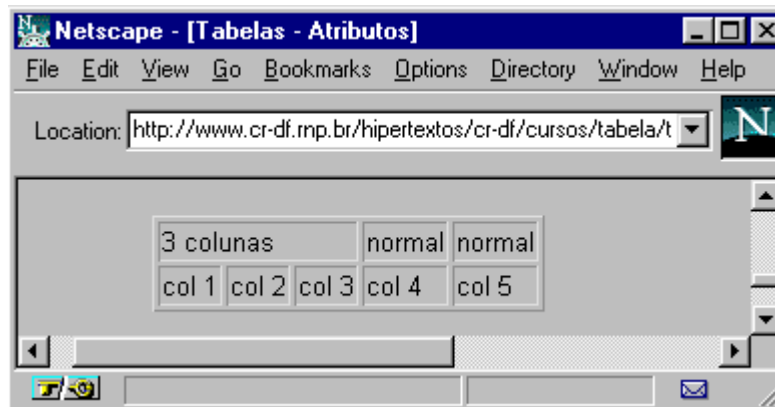 Netscape - [Tabelas - Atributos]
File Edit View Go Bookmarks Options Directory Window Help
Location: http://www.cr-df.rnp.br/hipertextos/cr-df/cursos/tabela/t
N
3 colunas normal normal
col 1 col 2 col 3 col 4 col 5